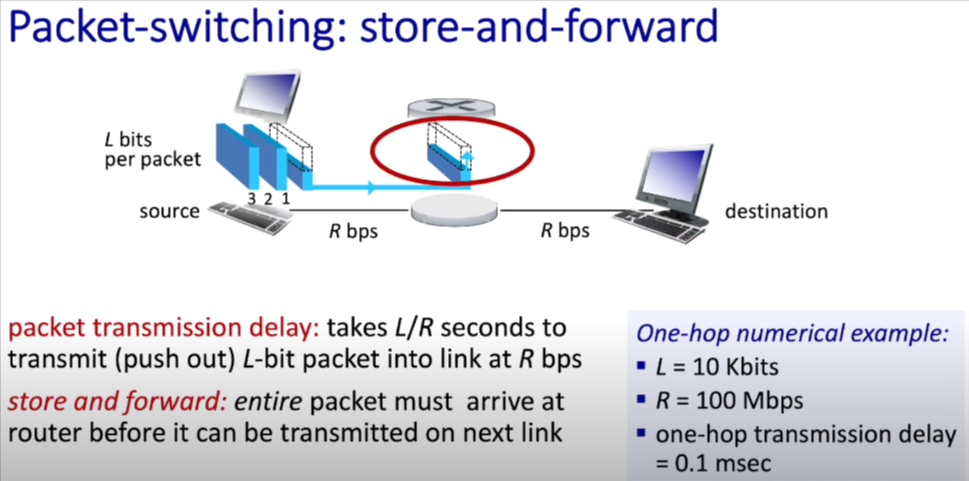 Packet-switching: store-and-forward
L bits
per packet
3 2 1
source
R bps
R bps
destination
packet transmission delay: takes L/R seconds to
transmit (push out) L-bit packet into link at R bps
store and forward: entire packet must arrive at
router before it can be transmitted on next link
One-hop numerical example:
▪ L = 10 Kbits
▪ R = 100 Mbps
▪ one-hop transmission delay
= 0.1 msec